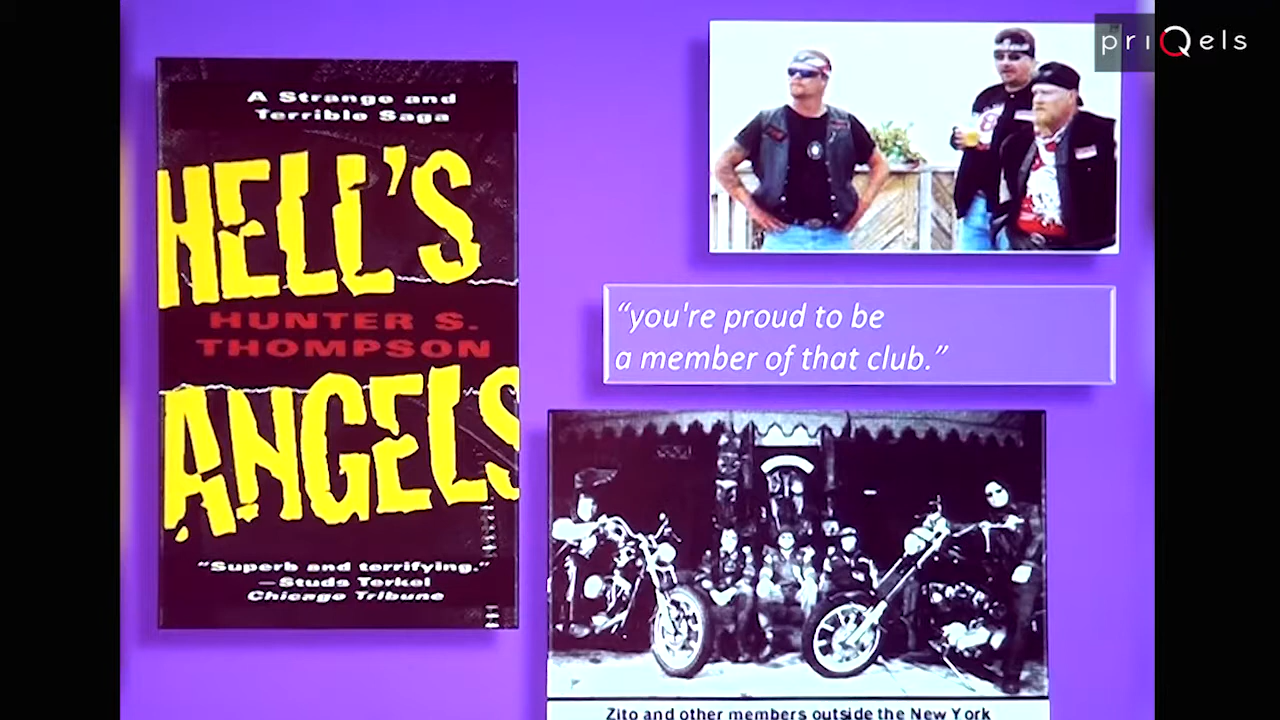 priQels
A Strange and
Terrible Saga
HELL'S
HUNTER S.
THOMPSON
ANGELS
"Superb and terrifying."
—Studs Terkel
Chicago Tribune
"you're proud to be
a member of that club."
Zito and other members outside the New York